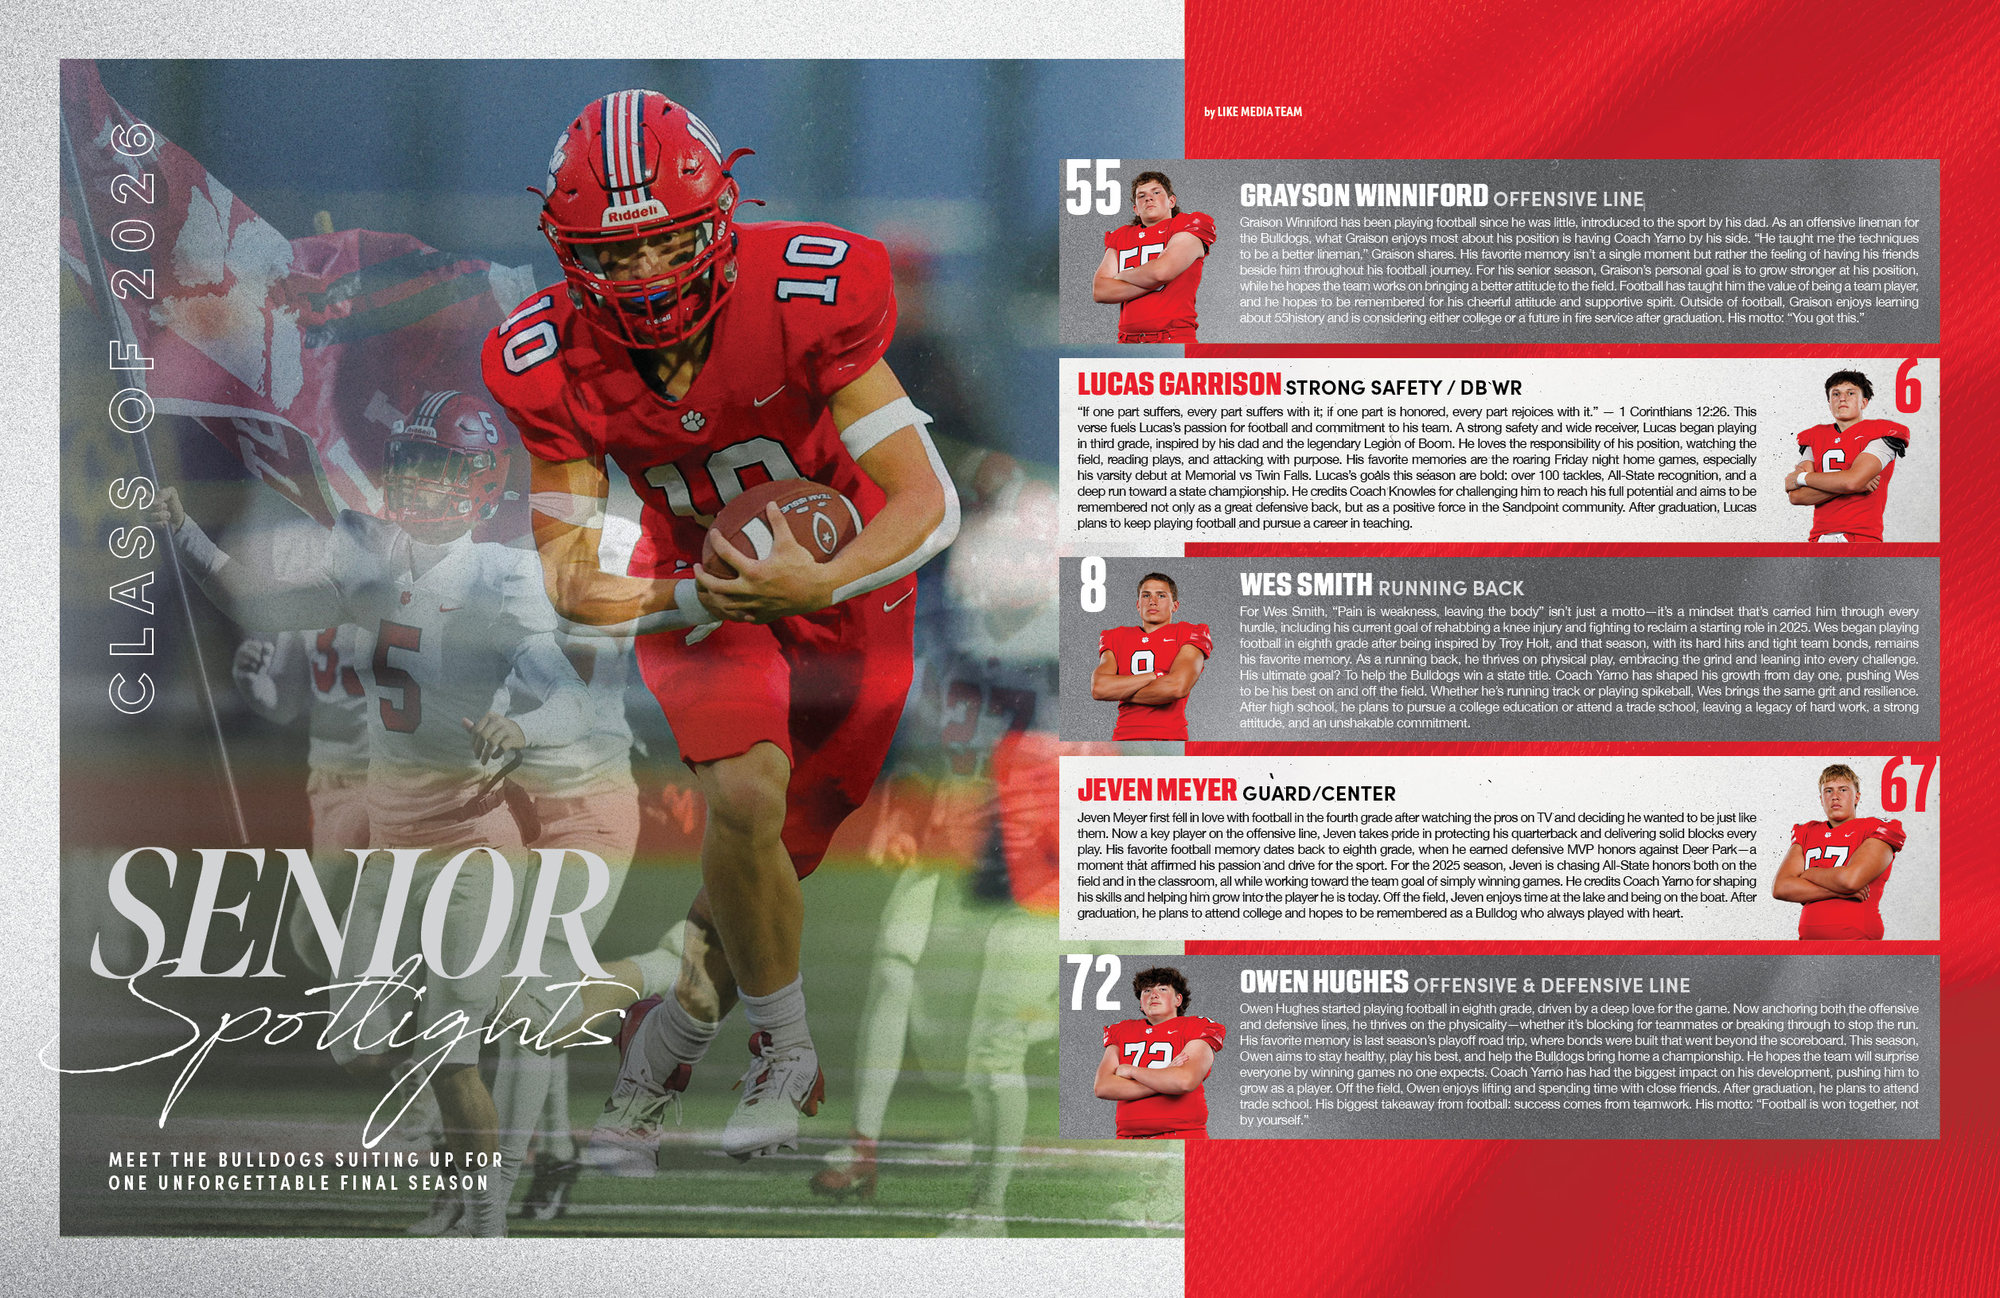 CLASS OF 2026
Riddell
Riddell
10
10
10
5
5
SENIOR
Spotlights
MEET THE BULLDOGS SUITING UP FOR
ONE UNFORGETTABLE FINAL SEASON
by LIKE MEDIA TEAM
55
GRAYSON WINNIFORD OFFENSIVE LINE
Graison Winniford has been playing football since he was little, introduced to the sport by his dad. As an offensive lineman for
the Bulldogs, what Graison enjoys most about his position is having Coach Yarno by his side. “He taught me the techniques
to be a better lineman,” Graison shares. His favorite memory isn’t a single moment but rather the feeling of having his friends
beside him throughout his football journey. For his senior season, Graison’s personal goal is to grow stronger at his position,
while he hopes the team works on bringing a better attitude to the field. Football has taught him the value of being a team player,
and he hopes to be remembered for his cheerful attitude and supportive spirit. Outside of football, Graison enjoys learning
about 55history and is considering either college or a future in fire service after graduation. His motto: “You got this.”
LUCAS GARRISON STRONG SAFETY / DB WR
6
“If one part suffers, every part suffers with it; if one part is honored, every part rejoices with it.” — 1 Corinthians 12:26. This
verse fuels Lucas’s passion for football and commitment to his team. A strong safety and wide receiver, Lucas began playing
in third grade, inspired by his dad and the legendary Legion of Boom. He loves the responsibility of his position, watching the
field, reading plays, and attacking with purpose. His favorite memories are the roaring Friday night home games, especially
his varsity debut at Memorial vs Twin Falls. Lucas’s goals this season are bold: over 100 tackles, All-State recognition, and a
deep run toward a state championship. He credits Coach Knowles for challenging him to reach his full potential and aims to be
remembered not only as a great defensive back, but as a positive force in the Sandpoint community. After graduation, Lucas
plans to keep playing football and pursue a career in teaching.
8
WES SMITH RUNNING BACK
For Wes Smith, “Pain is weakness, leaving the body” isn’t just a motto—it’s a mindset that’s carried him through every
hurdle, including his current goal of rehabbing a knee injury and fighting to reclaim a starting role in 2025. Wes began playing
football in eighth grade after being inspired by Troy Holt, and that season, with its hard hits and tight team bonds, remains
his favorite memory. As a running back, he thrives on physical play, embracing the grind and leaning into every challenge.
His ultimate goal? To help the Bulldogs win a state title. Coach Yarno has shaped his growth from day one, pushing Wes
to be his best on and off the field. Whether he’s running track or playing spikeball, Wes brings the same grit and resilience.
After high school, he plans to pursue a college education or attend a trade school, leaving a legacy of hard work, a strong
attitude, and an unshakable commitment.
JEVEN MEYER GUARD/CENTER
67
Jeven Meyer first fell in love with football in the fourth grade after watching the pros on TV and deciding he wanted to be just like
them. Now a key player on the offensive line, Jeven takes pride in protecting his quarterback and delivering solid blocks every
play. His favorite football memory dates back to eighth grade, when he earned defensive MVP honors against Deer Park—a
moment that affirmed his passion and drive for the sport. For the 2025 season, Jeven is chasing All-State honors both on the
field and in the classroom, all while working toward the team goal of simply winning games. He credits Coach Yarno for shaping
his skills and helping him grow into the player he is today. Off the field, Jeven enjoys time at the lake and being on the boat. After
graduation, he plans to attend college and hopes to be remembered as a Bulldog who always played with heart.
72
OWEN HUGHES OFFENSIVE & DEFENSIVE LINE
Owen Hughes started playing football in eighth grade, driven by a deep love for the game. Now anchoring both the offensive
and defensive lines, he thrives on the physicality—whether it’s blocking for teammates or breaking through to stop the run.
His favorite memory is last season’s playoff road trip, where bonds were built that went beyond the scoreboard. This season,
Owen aims to stay healthy, play his best, and help the Bulldogs bring home a championship. He hopes the team will surprise
everyone by winning games no one expects. Coach Yarno has had the biggest impact on his development, pushing him to
grow as a player. Off the field, Owen enjoys lifting and spending time with close friends. After graduation, he plans to attend
trade school. His biggest takeaway from football: success comes from teamwork. His motto: “Football is won together, not
by yourself.”